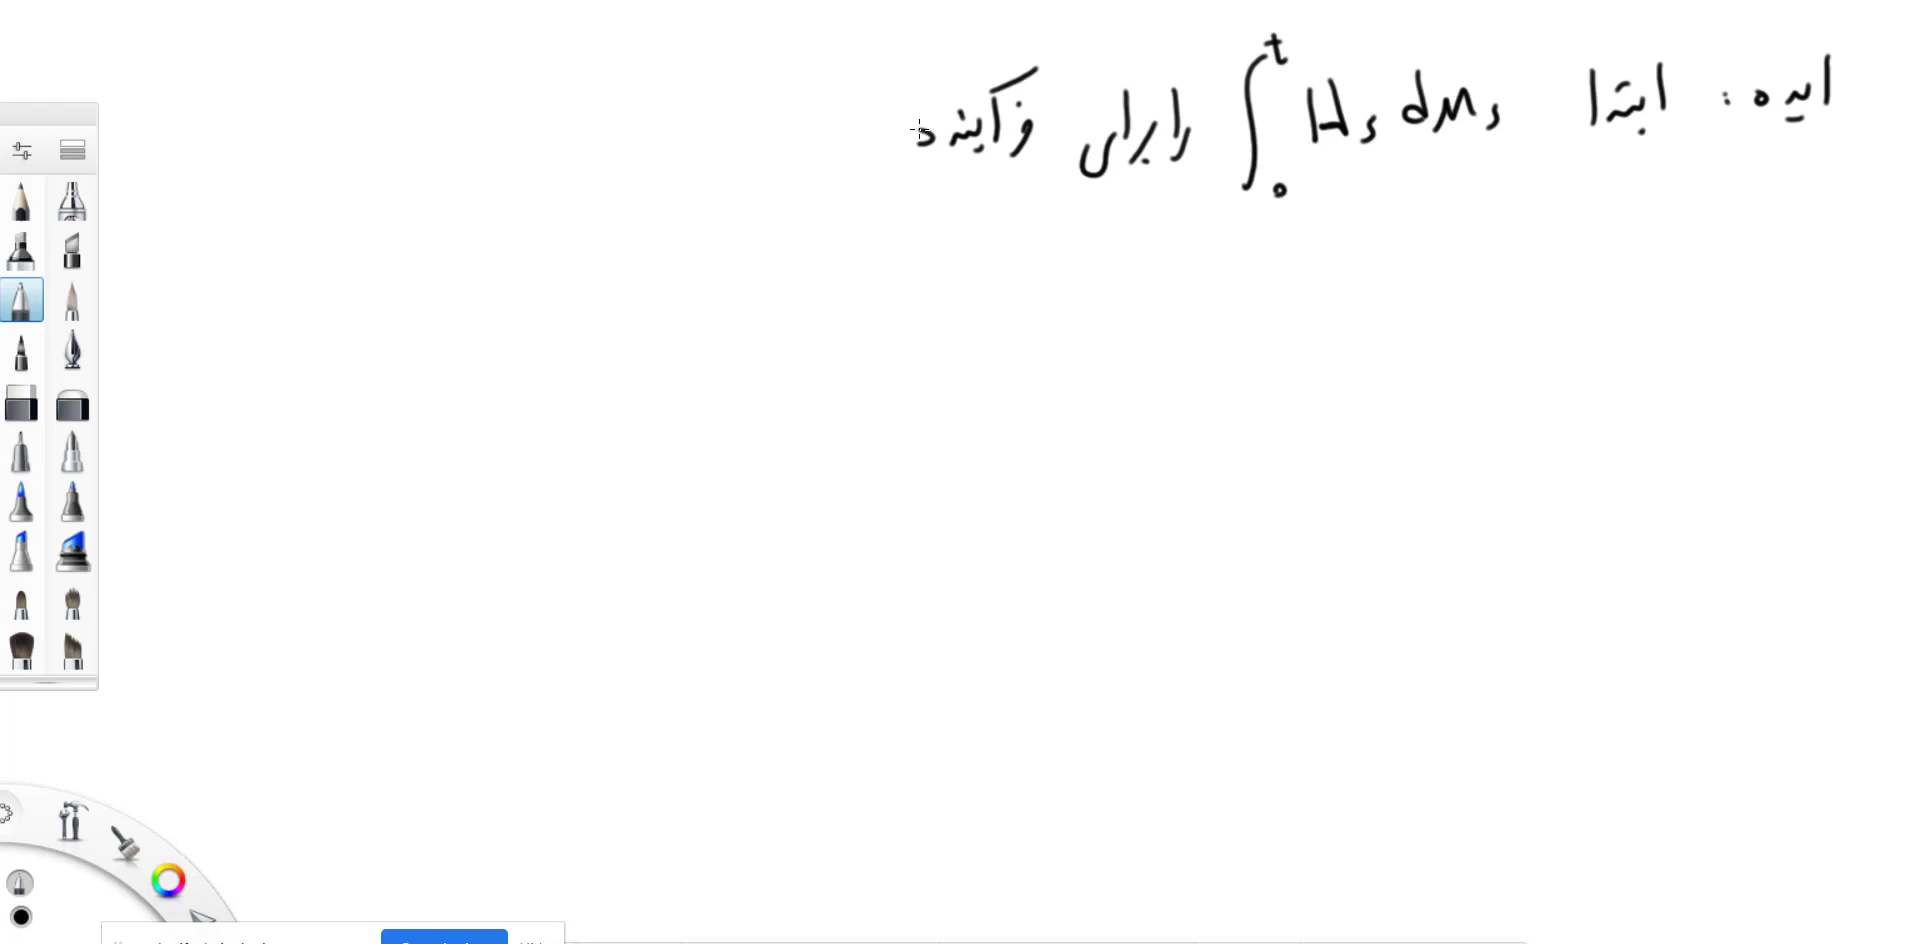 ایده : ابتدا $\int_0^t H_s dM_s$ را برای فرآیند